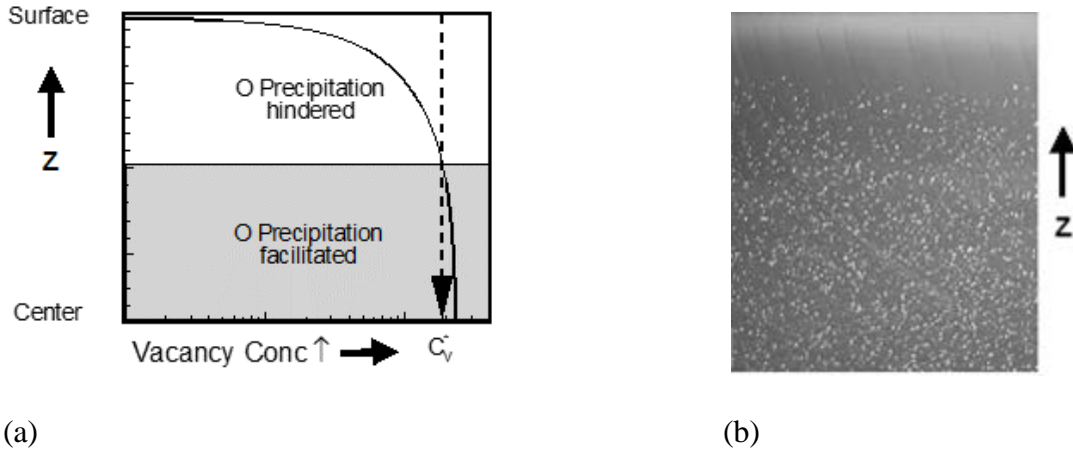 Surface
O Precipitation
hindered
Z
O Precipitation
facilitated
Center
Vacancy Conc ↑
C*v
Z
(a)
(b)